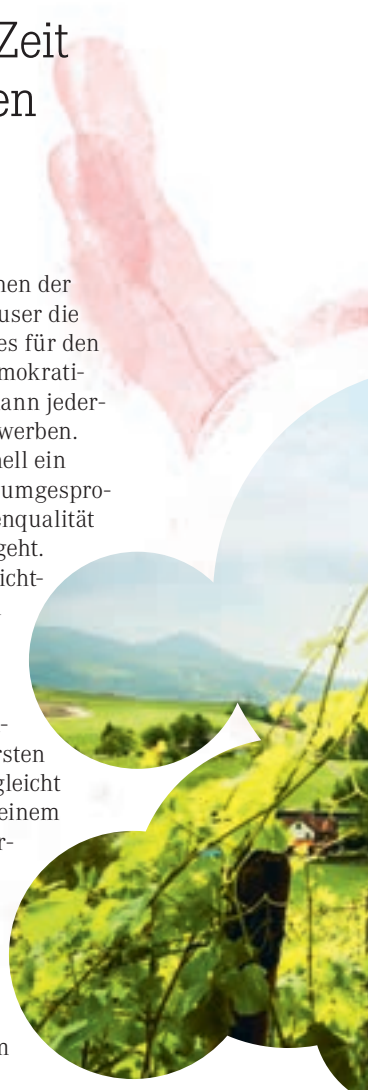 Zeit
en
nen der
user die
es für den
mokrati-
ann jeder-
werben.
nell ein
umgespro-
enqualität
geht.
icht-
-
rsten
gleicht
einem
r-
n